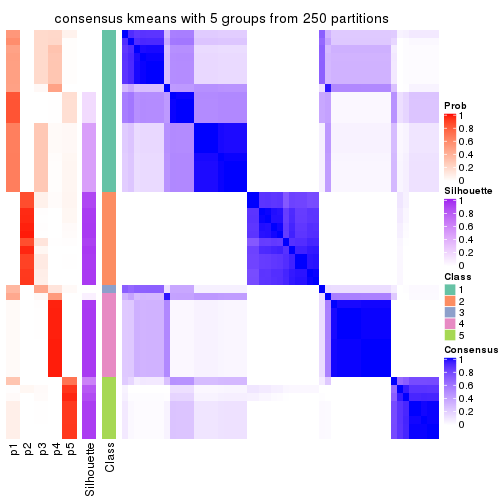 consensus kmeans with 5 groups from 250 partitions
Prob
1
0.8
0.6
0.4
0.2
0
Silhouette
1
0.8
0.6
0.4
0.2
0
Class
1
2
3
4
5
Consensus
1
0.8
0.6
0.4
0.2
0
p1
p2
p3
p4
p5
Silhouette
Class